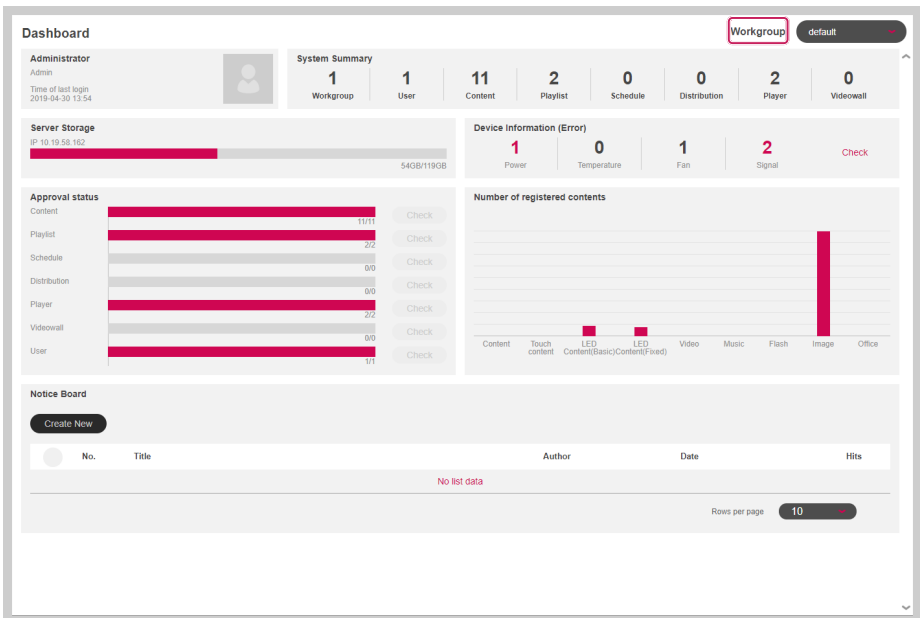 Dashboard
Workgroup
default
Administrator
Admin
Time of last login
2019-04-30 13:54
System Summary
1 1 11 2 0 0 2 0
Workgroup User Content Playlist Schedule Distribution Player Videowall
Server Storage
IP 10.19.58.162
54GB/119GB
Device Information (Error)
1 0 1 2 Check
Power Temperature Fan Signal
Approval status
Content 11/11 Check
Playlist 2/2 Check
Schedule 0/0 Check
Distribution 0/0 Check
Player 2/2 Check
Videowall 0/0 Check
User 1/1 Check
Number of registered contents
Content Touch LED LED Video Music Flash Image Office
content Content(Basic) Content(Fixed)
Notice Board
Create New
No. Title Author Date Hits
No list data
Rows per page 10